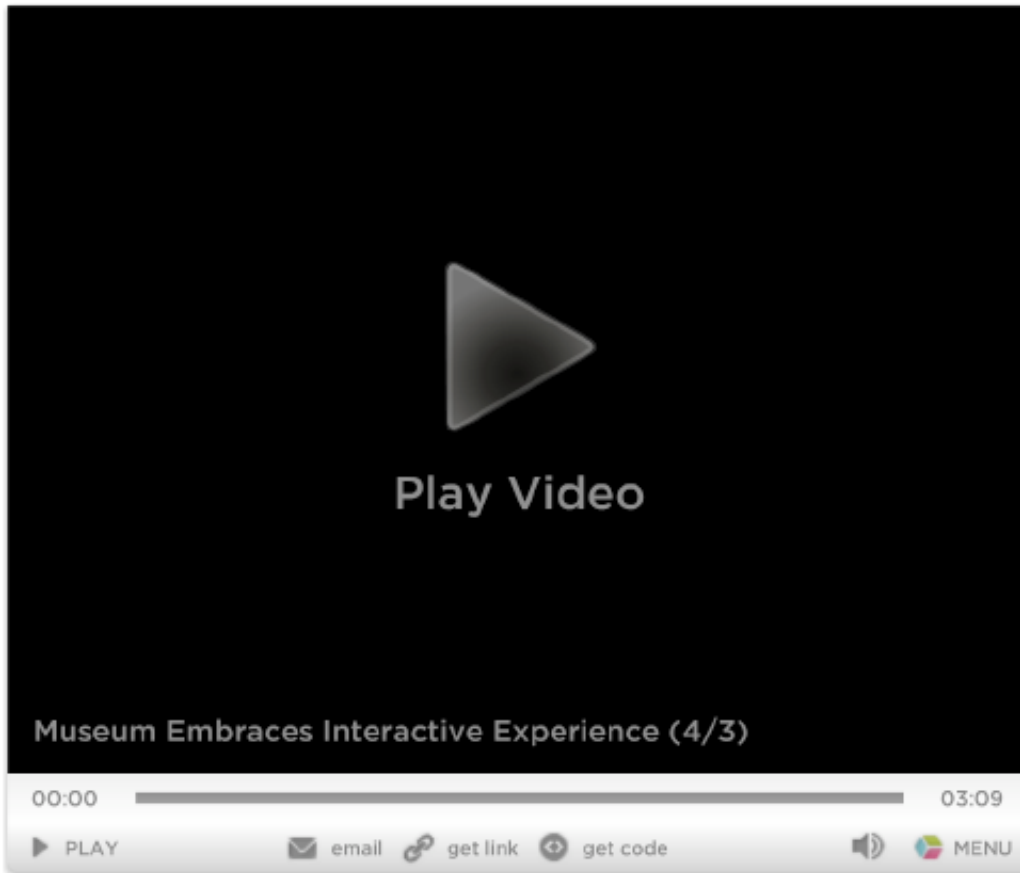 Play Video
Museum Embraces Interactive Experience (4/3)
00:00 03:09
PLAY email get link get code MENU